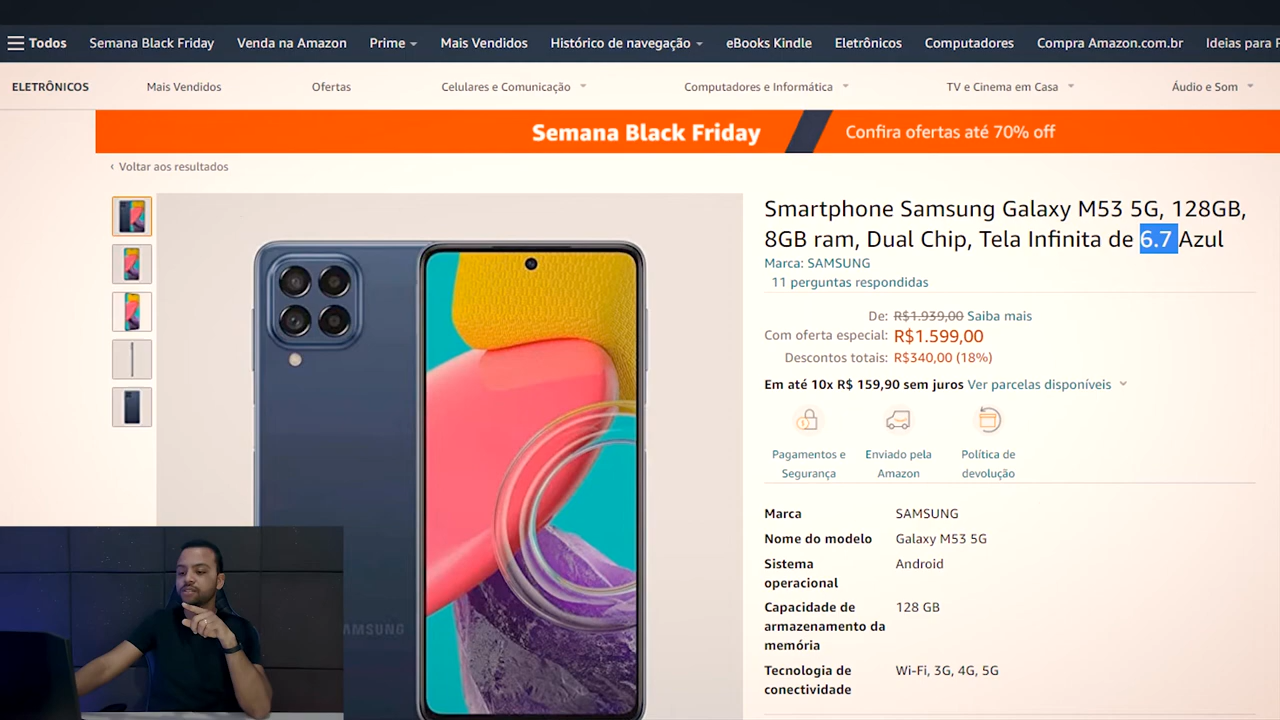 Todos Semana Black Friday Venda na Amazon Prime Mais Vendidos Histórico de navegação eBooks Kindle Eletrônicos Computadores Compra Amazon.com.br Ideias para
ELETRÔNICOS Mais Vendidos Ofertas Celulares e Comunicação Computadores e Informática TV e Cinema em Casa Áudio e Som
Semana Black Friday Confira ofertas até 70% off
‹ Voltar aos resultados
Smartphone Samsung Galaxy M53 5G, 128GB,
8GB ram, Dual Chip, Tela Infinita de 6.7 Azul
Marca: SAMSUNG
11 perguntas respondidas
De: R$1.939,00 Saiba mais
Com oferta especial: R$1.599,00
Descontos totais: R$340,00 (18%)
Em até 10x R$ 159,90 sem juros Ver parcelas disponíveis
Pagamentos e
Segurança
Enviado pela
Amazon
Política de
devolução
Marca SAMSUNG
Nome do modelo Galaxy M53 5G
Sistema
operacional
Android
Capacidade de
armazenamento da
memória
128 GB
Tecnologia de
conectividade
Wi-Fi, 3G, 4G, 5G
SAMSUNG